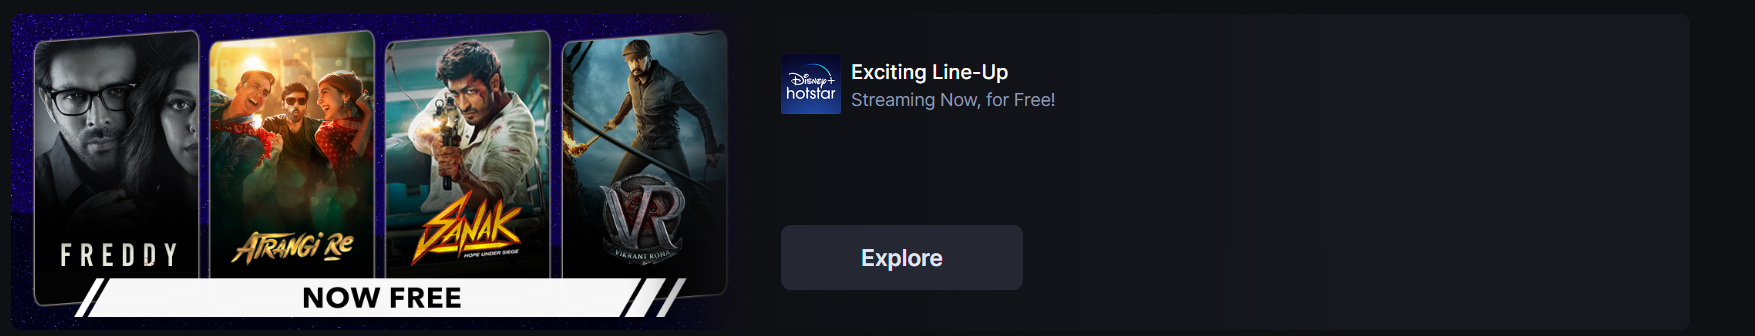 FREDDY
ATRANGI RE
SANAK
HOPE UNDER SIEGE
VR
VIKRANT RONA
NOW FREE
Disney+
hotstar
Exciting Line-Up
Streaming Now, for Free!
Explore